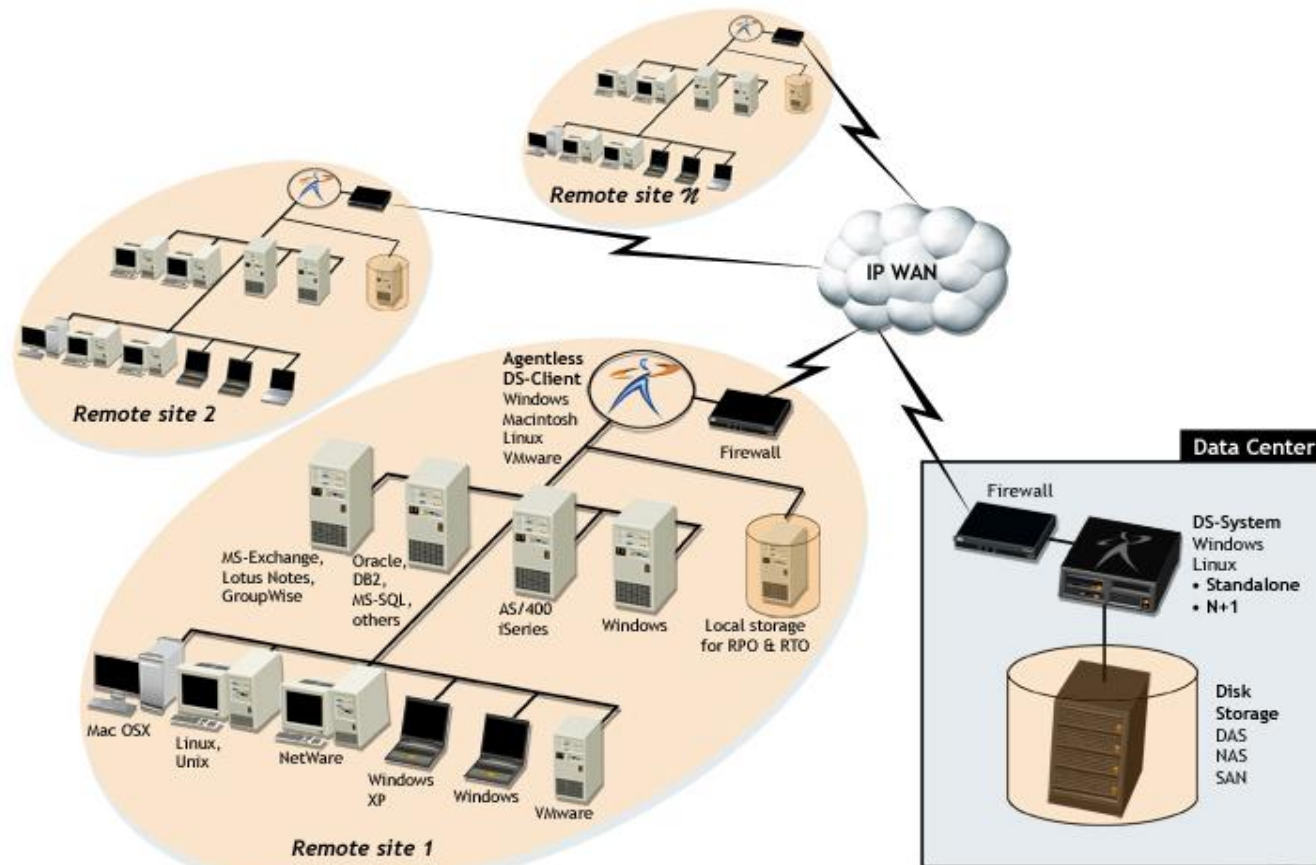 Remote site n
IP WAN
Remote site 2
Agentless
DS-Client
Windows
Macintosh
Linux
VMware
Firewall
MS-Exchange,
Lotus Notes,
GroupWise
Oracle,
DB2,
MS-SQL,
others
AS/400
iSeries
Windows
Local storage
for RPO & RTO
Mac OSX
Linux,
Unix
NetWare
Windows
XP
Windows
VMware
Remote site 1
Data Center
Firewall
DS-System
Windows
Linux
• Standalone
• N+1
Disk
Storage
DAS
NAS
SAN